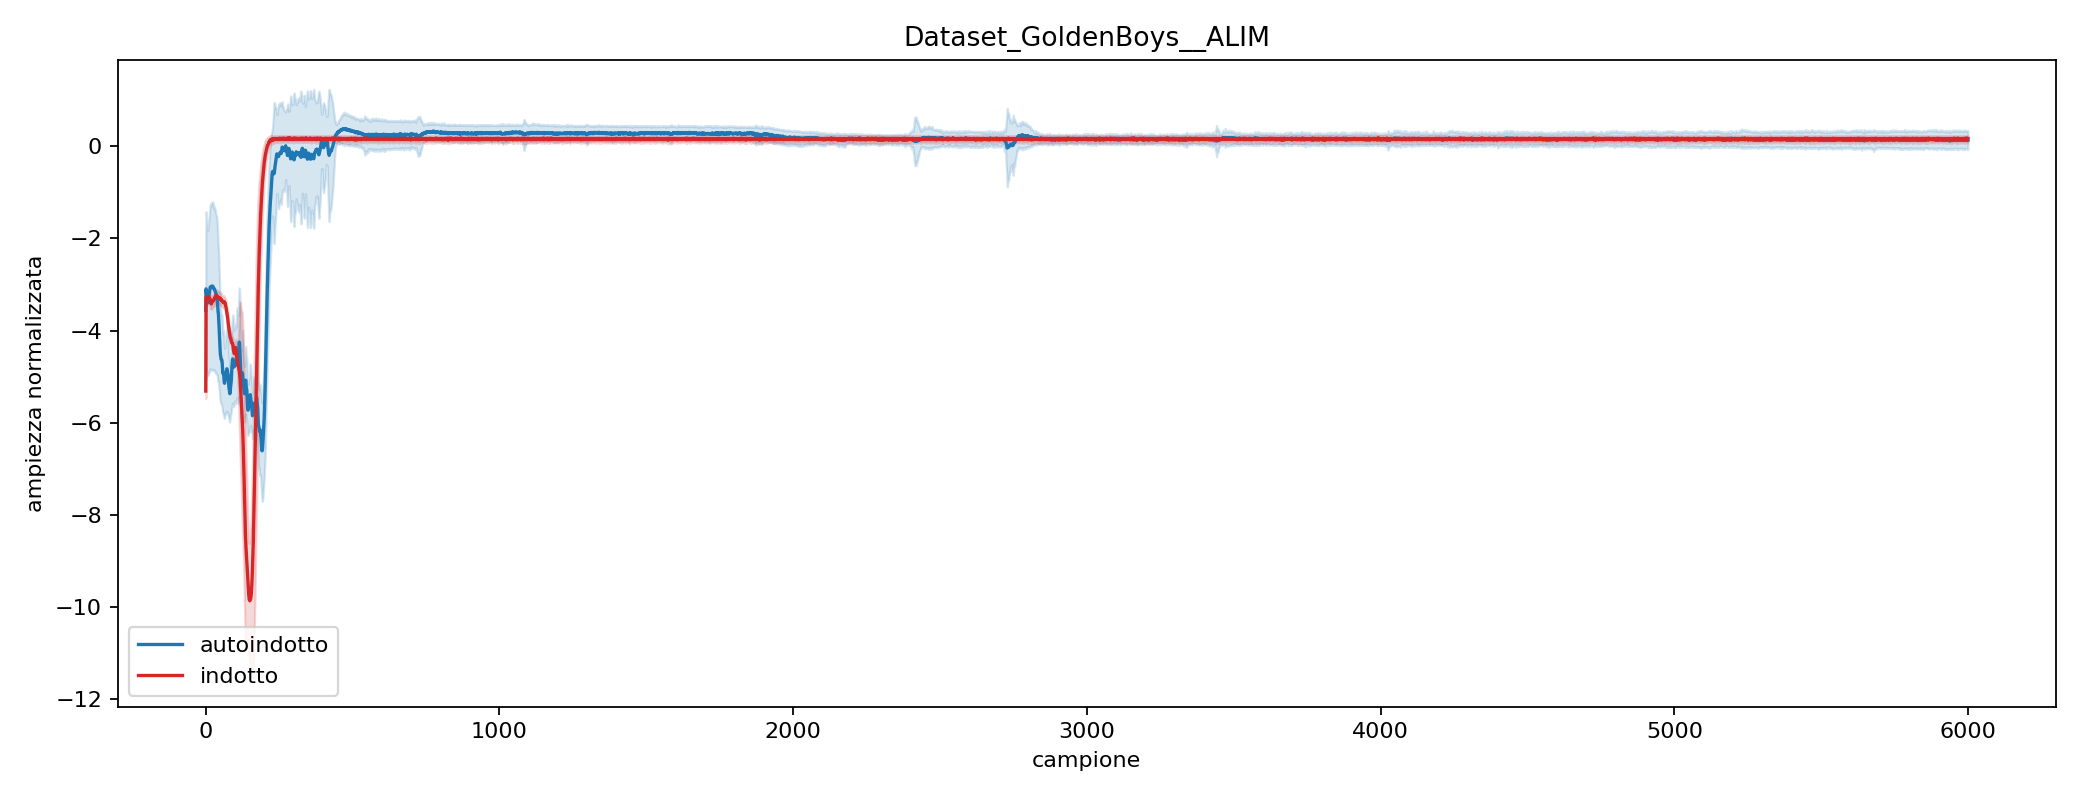 Dataset_GoldenBoys__ALIM
ampiezza normalizzata
0
−2
−4
−6
−8
−10
−12
autoindotto
indotto
0 1000 2000 3000 4000 5000 6000
campione